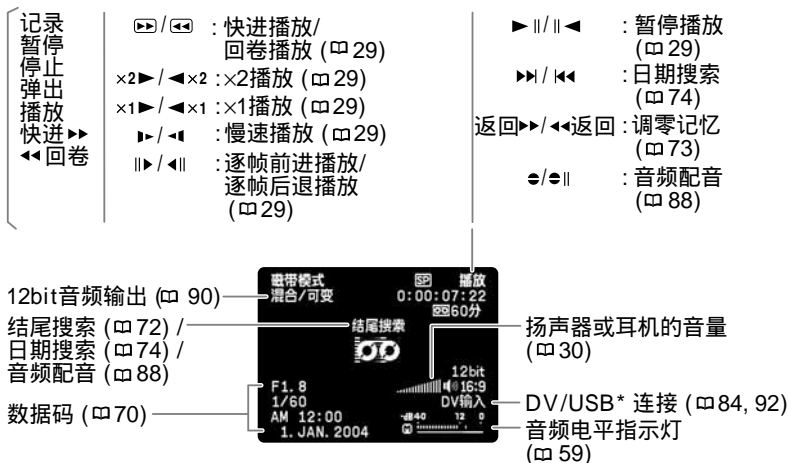 记录
暂停
停止
弹出
播放
快进▶▶
◀◀回卷
▶▶/◀◀ : 快进播放/
回卷播放 (29)
×2▶/◀×2 : ×2播放 (29)
×1▶/◀×1 : ×1播放 (29)
: 慢速播放 (29)
: 逐帧前进播放/
逐帧后退播放
(29)
: 暂停播放
(29)
: 日期搜索
(74)
返回▶▶/◀◀返回 : 调零记忆
(73)
: 音频配音
(88)
12bit音频输出 (90)
结尾搜索 (72) /
日期搜索 (74) /
音频配音 (88)
数据码 (70)
磁带模式 SP 播放
混合/可变 0:00:07:22
60分
结尾搜索
12bit
F1.8 16:9
1/60 DV输入
AM 12:00 -dB40 12 0
1. JAN. 2004
扬声器或耳机的音量
(30)
DV/USB* 连接 (84, 92)
音频电平指示灯
(59)